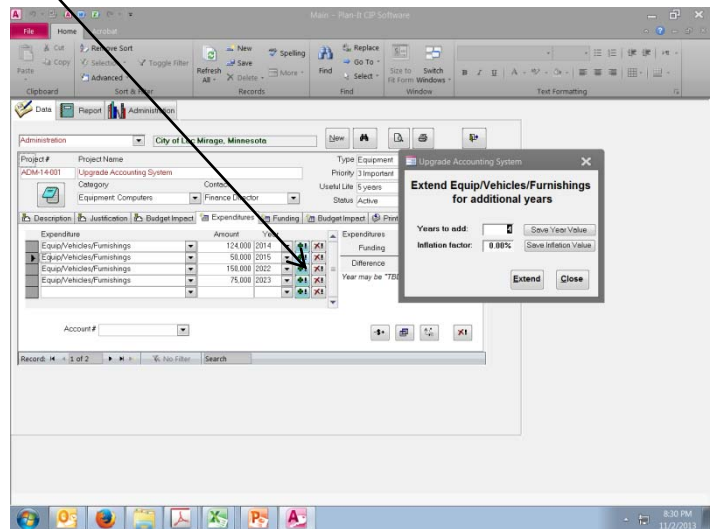 Main - Plan-It CIP Software
File Home Acrobat
Cut
Copy
Paste
Clipboard
Remove Sort
Selection Toggle Filter
Advanced
Sort & Filter
Refresh All
New
Save
Delete
Spelling
More
Records
Find
Replace
Go To
Select
Find
Size to Fit Form
Switch Windows
Window
B I U A
Text Formatting
Data Report Administration
Administration
New
Project # Project Name Type Equipment
ADM-14-001 Upgrade Accounting System Priority 3 Important
Category Contact Useful Life 5 years
Equipment: Computers Finance Director Status Active
Description Justification Budget Impact Expenditures Funding Budget Impact Print
Expenditure Amount Year Expenditures
Equip/Vehicles/Furnishings 124,000 2014 Funding
Equip/Vehicles/Furnishings 50,000 2015
Equip/Vehicles/Furnishings 150,000 2022 Difference
Equip/Vehicles/Furnishings 75,000 2023 Year may be "TB
Account #
Record: 1 of 2 No Filter Search
Upgrade Accounting System
Extend Equip/Vehicles/Furnishings
for additional years
Years to add: 4 Save Year Value
Inflation factor: 0.00% Save Inflation Value
Extend Close
8:30 PM
11/2/2013